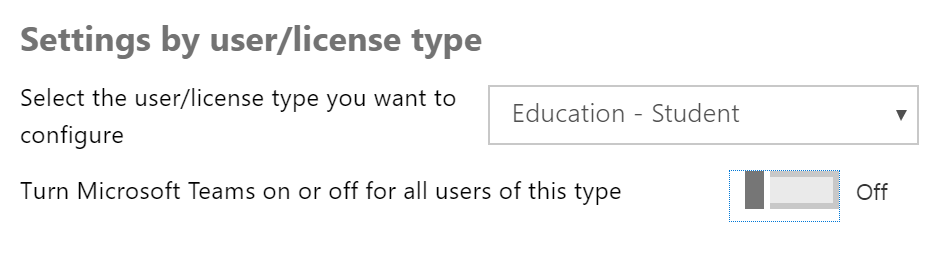 Settings by user/license type
Select the user/license type you want to
configure
Education - Student
Turn Microsoft Teams on or off for all users of this type
Off